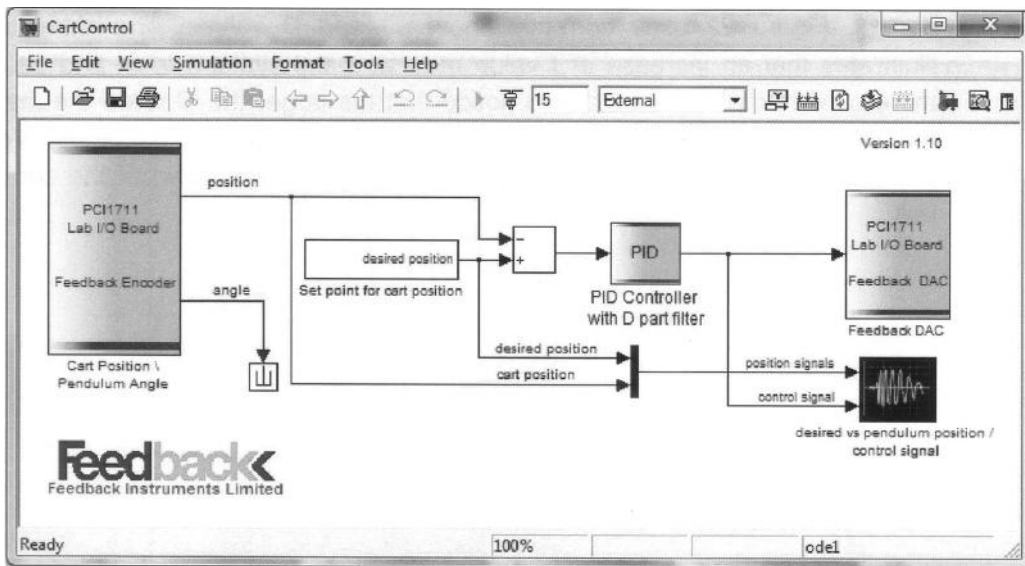 CartControl
File Edit View Simulation Format Tools Help
15 External
Version 1.10
PCI1711
Lab I/O Board
Feedback Encoder
position
angle
Cart Position \
Pendulum Angle
desired position
Set point for cart position
−
+
PID
PID Controller
with D part filter
PCI1711
Lab I/O Board
Feedback DAC
Feedback DAC
desired position
cart position
position signals
control signal
desired vs pendulum position /
control signal
Feedback
Feedback Instruments Limited
Ready 100% ode1